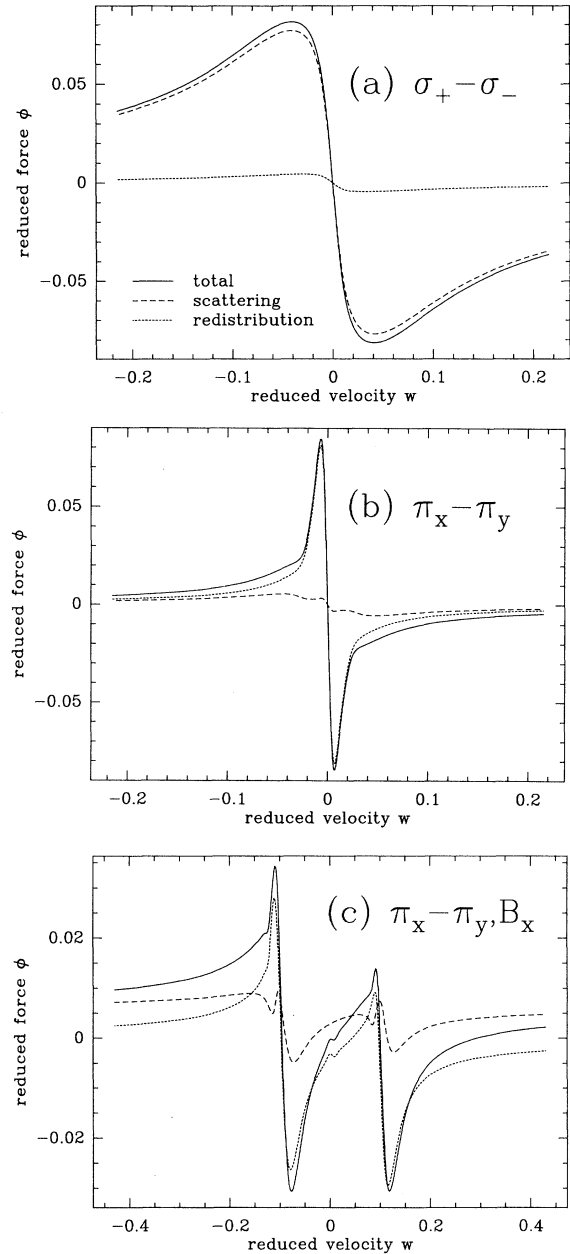 (a) σ₊−σ₋
0.05
0
−0.05
reduced force ϕ
total
scattering
redistribution
−0.2 −0.1 0 0.1 0.2
reduced velocity w
(b) πₓ−π_y
0.05
0
−0.05
reduced force ϕ
−0.2 −0.1 0 0.1 0.2
reduced velocity w
(c) πₓ−π_y,Bₓ
0.02
0
−0.02
reduced force ϕ
−0.4 −0.2 0 0.2 0.4
reduced velocity w